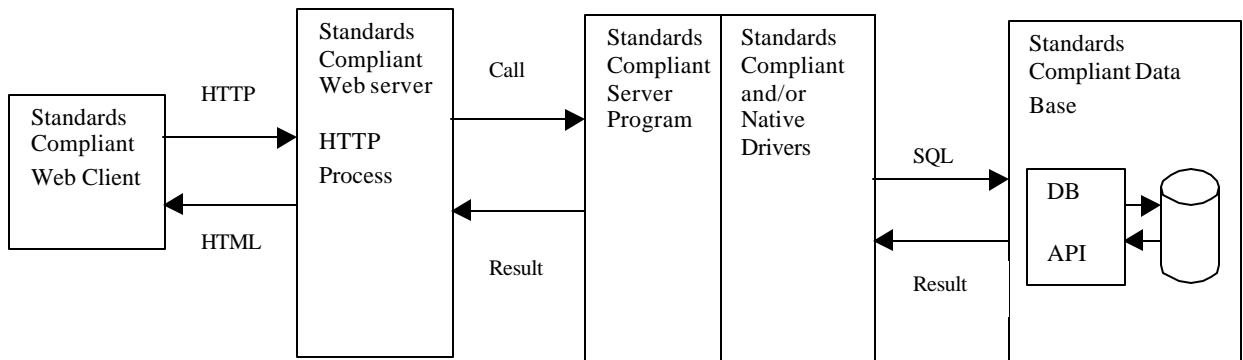 Standards
Compliant
Web Client
HTTP
HTML
Standards
Compliant
Web server
HTTP
Process
Call
Result
Standards
Compliant
Server
Program
Standards
Compliant
and/or
Native
Drivers
SQL
Result
Standards
Compliant Data
Base
DB
API